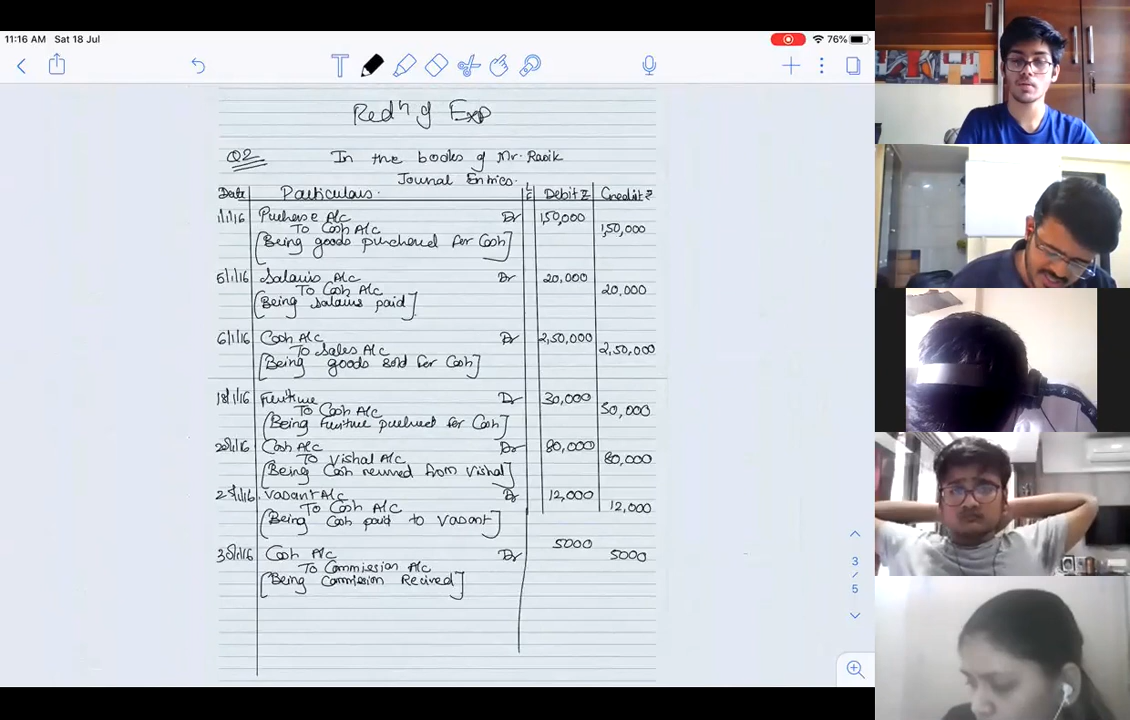 11:16 AM Sat 18 Jul
76%
Redn of Exp
Q2 In the books of Mr. Rasik
Journal Entries.
Date Particulars. LF Debit ₹ Credit ₹
1/1/16 Puchase A/c Dr 1,50,000
To Cash A/c 1,50,000
[Being goods purchased for Cash]
5/1/16 Salaries A/c Dr 20,000
To Cash A/c 20,000
[Being Salaries paid]
6/1/16 Cash A/c Dr 2,50,000
To Sales A/c 2,50,000
[Being goods sold for Cash]
18/1/16 Furniture Dr 30,000
To Cash A/c 30,000
[Being Furniture puchased for Cash]
Cash A/c Dr 80,000
To Vishal A/c 80,000
[Being Cash received from Vishal]
Vasant A/c Dr 12,000
To Cash A/c 12,000
[Being Cash paid to Vasant]
Cash A/c Dr 5000
To Commission A/c 5000
[Being Commission Recived]
3
/
5